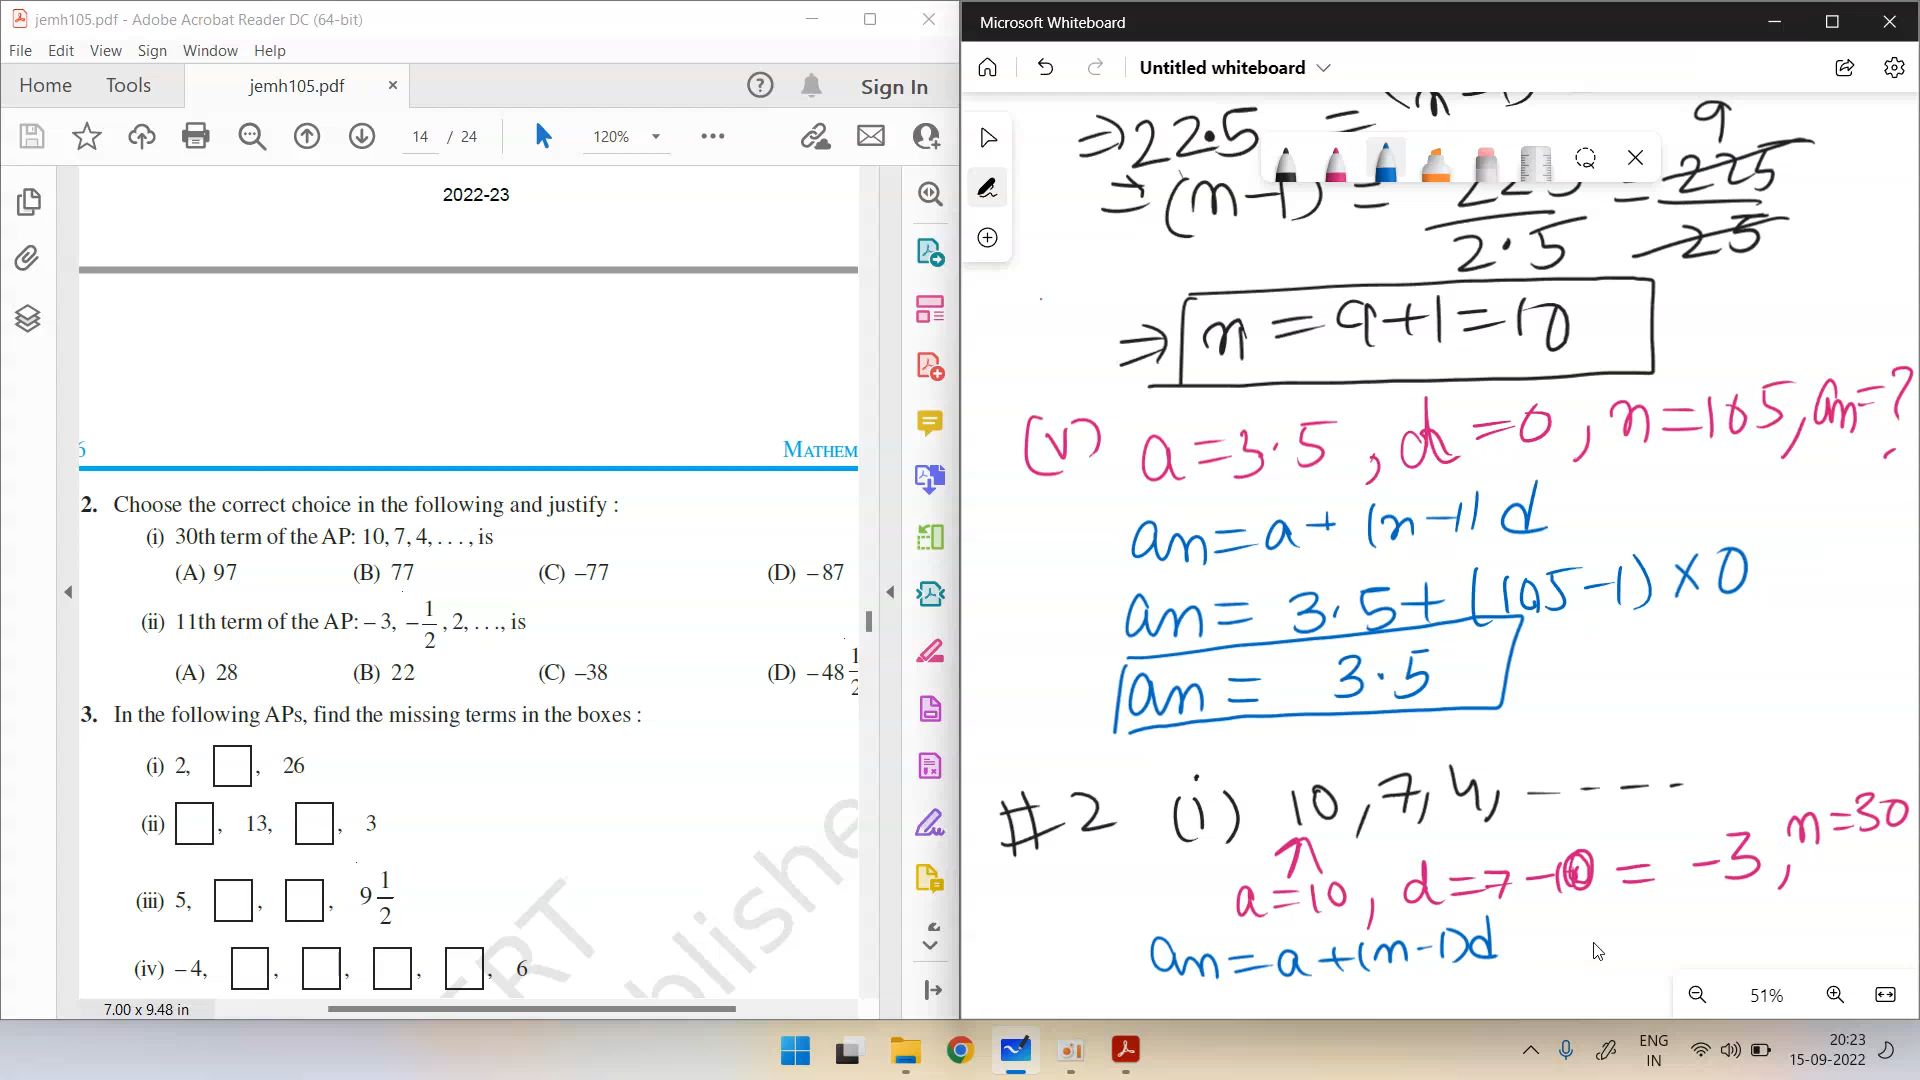 jemh105.pdf - Adobe Acrobat Reader DC (64-bit)
File Edit View Sign Window Help
Home Tools jemh105.pdf × Sign In
14 / 24 120%
2022-23
6 MATHEM
2. Choose the correct choice in the following and justify :
(i) 30th term of the AP: 10, 7, 4, . . . , is
(A) 97 (B) 77 (C) –77 (D) – 87
(ii) 11th term of the AP: – 3, –1/2, 2, . . ., is
(A) 28 (B) 22 (C) –38 (D) – 48 1/2
3. In the following APs, find the missing terms in the boxes :
(i) 2, □, 26
(ii) □, 13, □, 3
(iii) 5, □, □, 9 1/2
(iv) – 4, □, □, □, □, 6
ERT
blishe
7.00 x 9.48 in
Microsoft Whiteboard
Untitled whiteboard
⇒22.5 = (n-1)
⇒(n-1) = 22.5/2.5 = 225/25 9
⇒ n = 9+1=10
(v) a=3.5, d=0, n=105, an=?
an=a+(n-1)d
an= 3.5+(105-1)×0
an= 3.5
#2 (i) 10, 7, 4, -----
a=10, d=7-10 = -3, n=30
an=a+(n-1)d
51%
ENG
IN
20:23
15-09-2022